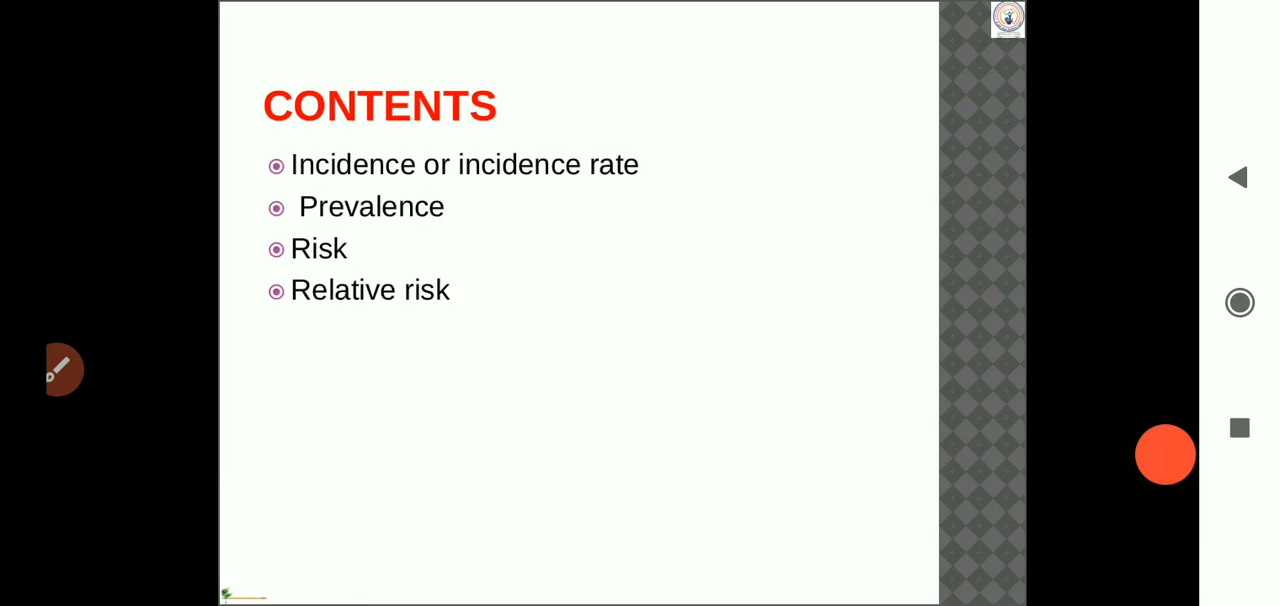 CONTENTS
Incidence or incidence rate
Prevalence
Risk
Relative risk